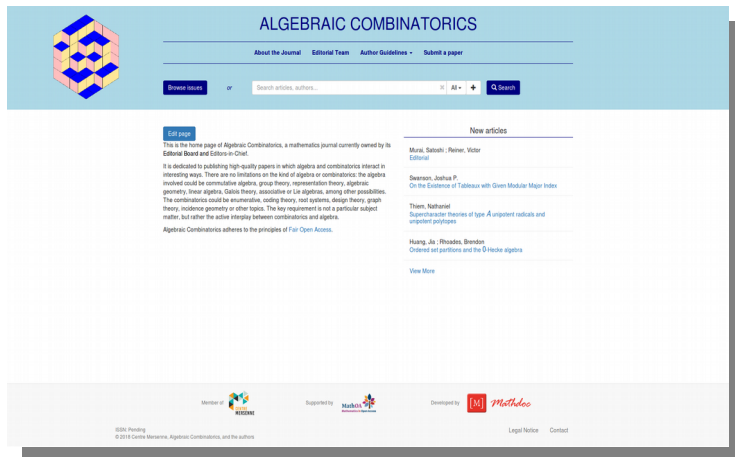 ALGEBRAIC COMBINATORICS
About the Journal Editorial Team Author Guidelines Submit a paper
Browse issues or Search articles, authors... × All + Search
Edit page
This is the home page of Algebraic Combinatorics, a mathematics journal currently owned by its
Editorial Board and Editors-in-Chief.
It is dedicated to publishing high-quality papers in which algebra and combinatorics interact in
interesting ways. There are no limitations on the kind of algebra or combinatorics: the algebra
involved could be commutative algebra, group theory, representation theory, algebraic
geometry, linear algebra, Galois theory, associative or Lie algebras, among other possibilities.
The combinatorics could be enumerative, coding theory, root systems, design theory, graph
theory, incidence geometry or other topics. The key requirement is not a particular subject
matter, but rather the active interplay between combinatorics and algebra.
Algebraic Combinatorics adheres to the principles of Fair Open Access.
New articles
Murai, Satoshi ; Reiner, Victor
Editorial
Swanson, Joshua P.
On the Existence of Tableaux with Given Modular Major Index
Thiem, Nathaniel
Supercharacter theories of type A unipotent radicals and
unipotent polytopes
Huang, Jia ; Rhoades, Brendon
Ordered set partitions and the 0-Hecke algebra
View More
Member of CENTRE
MERSENNE
Supported by MathOA
Developed by [M] Mathdoc
ISSN: Pending
© 2018 Centre Mersenne, Algebraic Combinatorics, and the authors
Legal Notice Contact